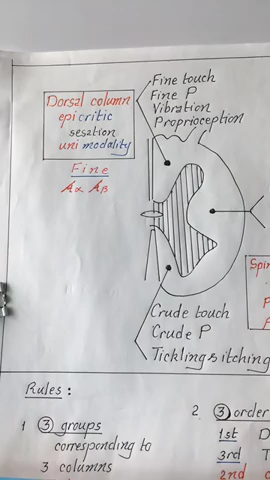 Fine touch
Fine P
Vibration
Proprioception
Dorsal column
epicritic
sesation
uni modality
Fine
Aα Aβ
Spin
Crude touch
Crude P
Tickling & itching
Rules :
1 ③ groups
corresponding to
3 columns
2 ③ order
1st D
3rd T
2nd